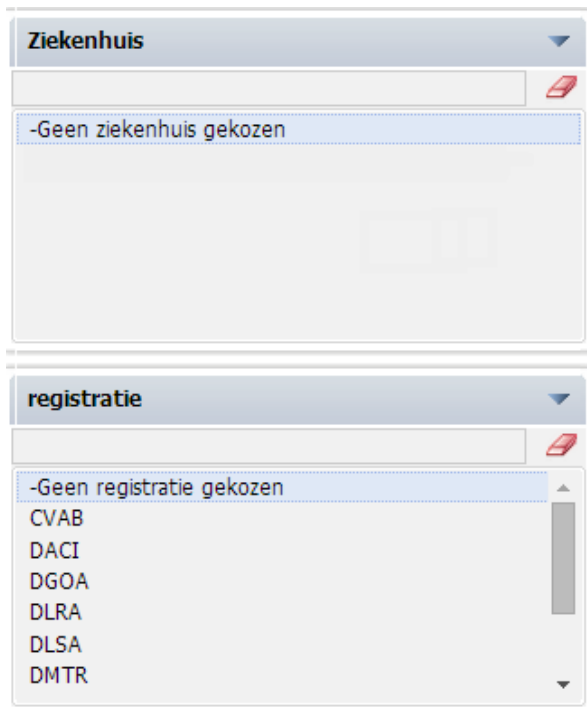 Ziekenhuis
-Geen ziekenhuis gekozen
registratie
-Geen registratie gekozen
CVAB
DACI
DGOA
DLRA
DLSA
DMTR